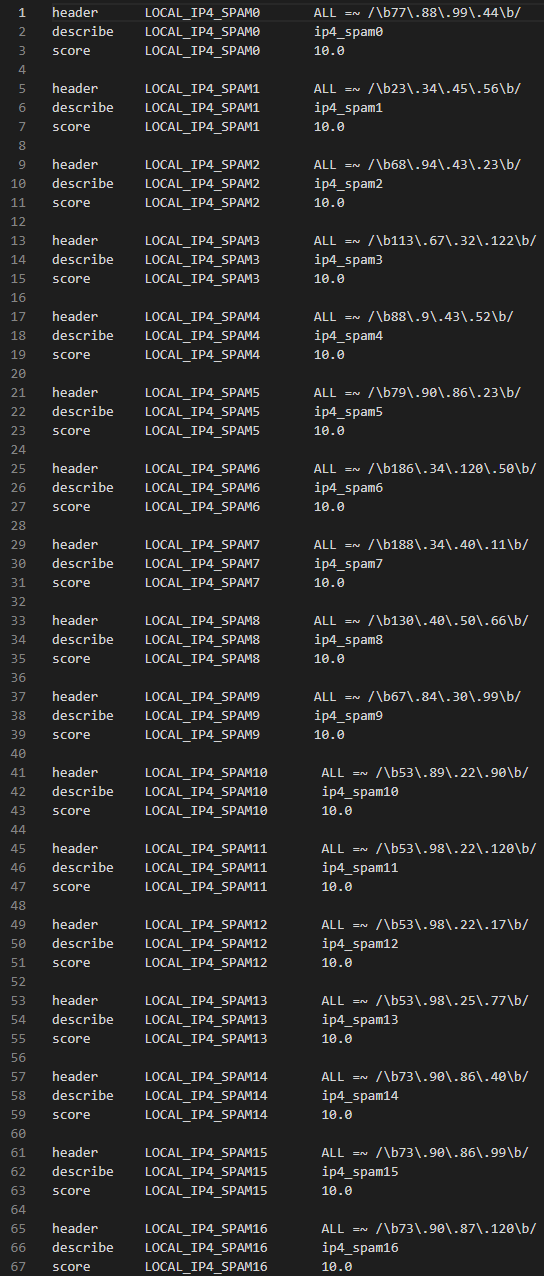 1 header LOCAL_IP4_SPAM0 ALL =~ /\b77\.88\.99\.44\b/
2 describe LOCAL_IP4_SPAM0 ip4_spam0
3 score LOCAL_IP4_SPAM0 10.0
4
5 header LOCAL_IP4_SPAM1 ALL =~ /\b23\.34\.45\.56\b/
6 describe LOCAL_IP4_SPAM1 ip4_spam1
7 score LOCAL_IP4_SPAM1 10.0
8
9 header LOCAL_IP4_SPAM2 ALL =~ /\b68\.94\.43\.23\b/
10 describe LOCAL_IP4_SPAM2 ip4_spam2
11 score LOCAL_IP4_SPAM2 10.0
12
13 header LOCAL_IP4_SPAM3 ALL =~ /\b113\.67\.32\.122\b/
14 describe LOCAL_IP4_SPAM3 ip4_spam3
15 score LOCAL_IP4_SPAM3 10.0
16
17 header LOCAL_IP4_SPAM4 ALL =~ /\b88\.9\.43\.52\b/
18 describe LOCAL_IP4_SPAM4 ip4_spam4
19 score LOCAL_IP4_SPAM4 10.0
20
21 header LOCAL_IP4_SPAM5 ALL =~ /\b79\.90\.86\.23\b/
22 describe LOCAL_IP4_SPAM5 ip4_spam5
23 score LOCAL_IP4_SPAM5 10.0
24
25 header LOCAL_IP4_SPAM6 ALL =~ /\b186\.34\.120\.50\b/
26 describe LOCAL_IP4_SPAM6 ip4_spam6
27 score LOCAL_IP4_SPAM6 10.0
28
29 header LOCAL_IP4_SPAM7 ALL =~ /\b188\.34\.40\.11\b/
30 describe LOCAL_IP4_SPAM7 ip4_spam7
31 score LOCAL_IP4_SPAM7 10.0
32
33 header LOCAL_IP4_SPAM8 ALL =~ /\b130\.40\.50\.66\b/
34 describe LOCAL_IP4_SPAM8 ip4_spam8
35 score LOCAL_IP4_SPAM8 10.0
36
37 header LOCAL_IP4_SPAM9 ALL =~ /\b67\.84\.30\.99\b/
38 describe LOCAL_IP4_SPAM9 ip4_spam9
39 score LOCAL_IP4_SPAM9 10.0
40
41 header LOCAL_IP4_SPAM10 ALL =~ /\b53\.89\.22\.90\b/
42 describe LOCAL_IP4_SPAM10 ip4_spam10
43 score LOCAL_IP4_SPAM10 10.0
44
45 header LOCAL_IP4_SPAM11 ALL =~ /\b53\.98\.22\.120\b/
46 describe LOCAL_IP4_SPAM11 ip4_spam11
47 score LOCAL_IP4_SPAM11 10.0
48
49 header LOCAL_IP4_SPAM12 ALL =~ /\b53\.98\.22\.17\b/
50 describe LOCAL_IP4_SPAM12 ip4_spam12
51 score LOCAL_IP4_SPAM12 10.0
52
53 header LOCAL_IP4_SPAM13 ALL =~ /\b53\.98\.25\.77\b/
54 describe LOCAL_IP4_SPAM13 ip4_spam13
55 score LOCAL_IP4_SPAM13 10.0
56
57 header LOCAL_IP4_SPAM14 ALL =~ /\b73\.90\.86\.40\b/
58 describe LOCAL_IP4_SPAM14 ip4_spam14
59 score LOCAL_IP4_SPAM14 10.0
60
61 header LOCAL_IP4_SPAM15 ALL =~ /\b73\.90\.86\.99\b/
62 describe LOCAL_IP4_SPAM15 ip4_spam15
63 score LOCAL_IP4_SPAM15 10.0
64
65 header LOCAL_IP4_SPAM16 ALL =~ /\b73\.90\.87\.120\b/
66 describe LOCAL_IP4_SPAM16 ip4_spam16
67 score LOCAL_IP4_SPAM16 10.0